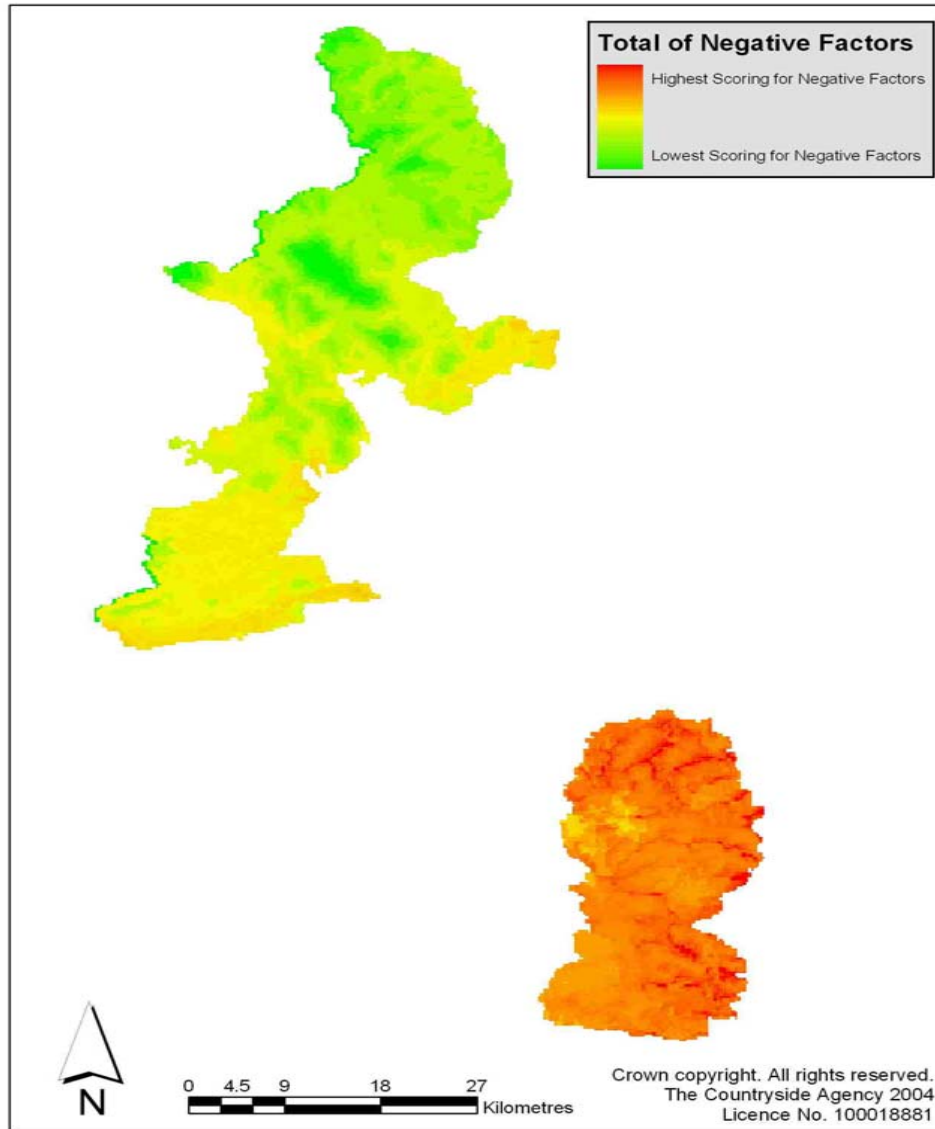 Total of Negative Factors
Highest Scoring for Negative Factors
Lowest Scoring for Negative Factors
N
0 4.5 9 18 27
Kilometres
Crown copyright. All rights reserved.
The Countryside Agency 2004
Licence No. 100018881